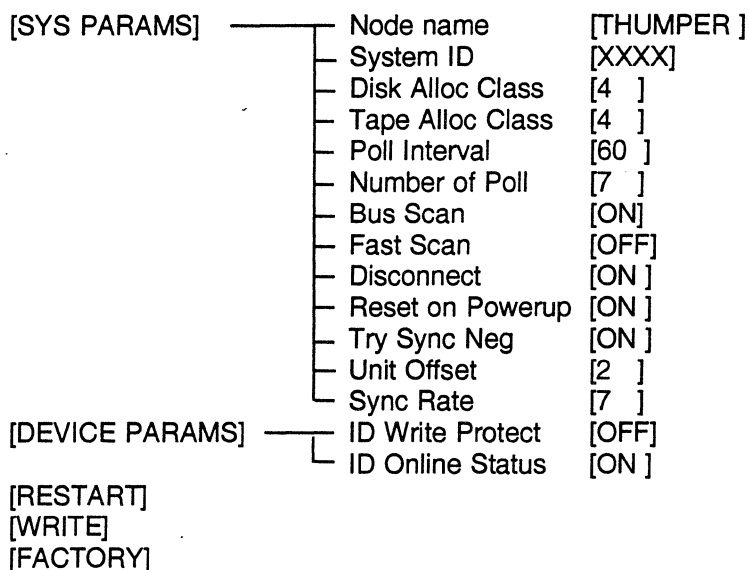 [SYS PARAMS] Node name [THUMPER ]
System ID [XXXX]
Disk Alloc Class [4 ]
Tape Alloc Class [4 ]
Poll Interval [60 ]
Number of Poll [7 ]
Bus Scan [ON]
Fast Scan [OFF]
Disconnect [ON ]
Reset on Powerup [ON ]
Try Sync Neg [ON ]
Unit Offset [2 ]
Sync Rate [7 ]
[DEVICE PARAMS] ID Write Protect [OFF]
ID Online Status [ON ]
[RESTART]
[WRITE]
[FACTORY]